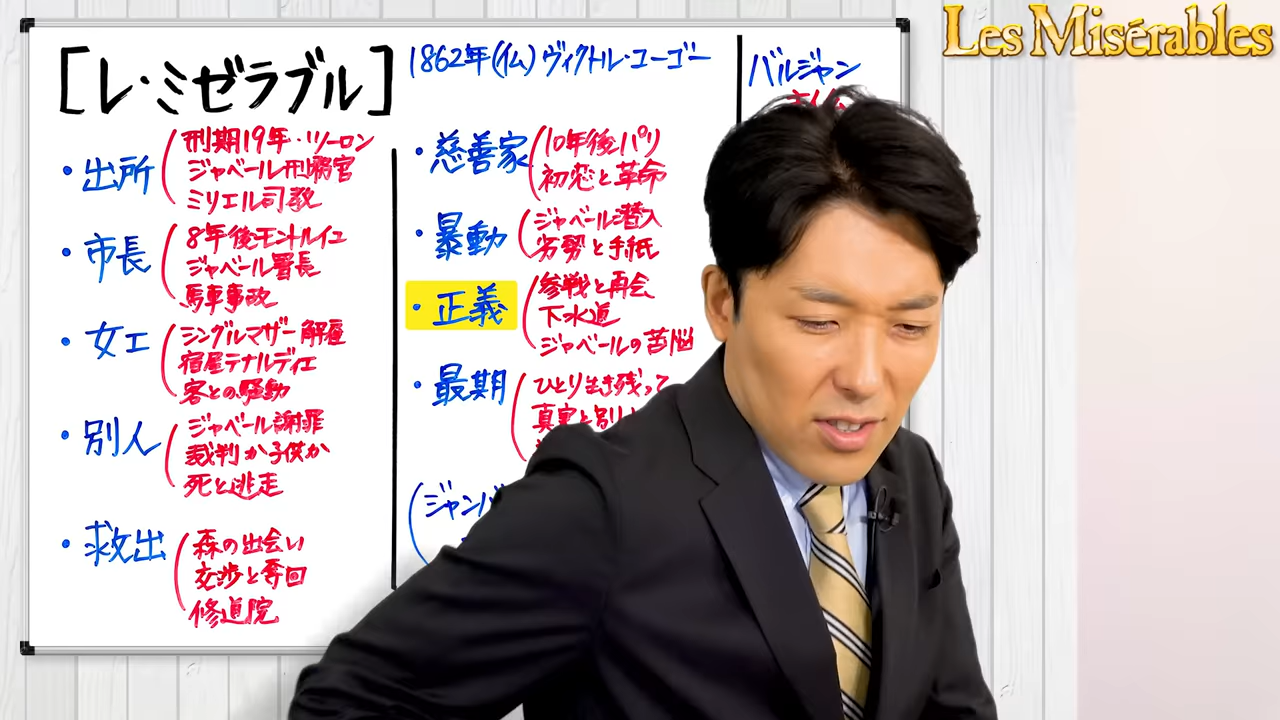 Les Misérables
[レ・ミゼラブル]
1862年(仏)ヴィクトル・ユーゴー
・出所
刑期19年・ツーロン
ジャベール刑務官
ミリエル司教
・市長
8年後モントルイユ
ジャベール署長
馬車事故
・女工
シングルマザー解雇
宿屋テナルディエ
客との騒動
・別人
ジャベール謝罪
裁判か子供か
死と逃走
・救出
森の出会い
交渉と奪回
修道院
・慈善家
10年後パリ
初恋と革命
・暴動
ジャベール潜入
劣勢と手紙
・正義
参戦と再会
下水道
ジャベールの苦悩
・最期
ひとり生き残って
真実と別れ
ジャン
バルジャン